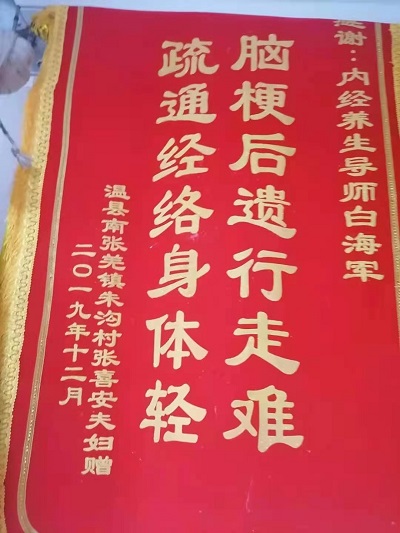 感谢：内经养生导师白海军
脑梗后遗行走难
疏通经络身体轻
温县南张羌镇朱沟村张喜安夫妇赠
二〇一九年十二月